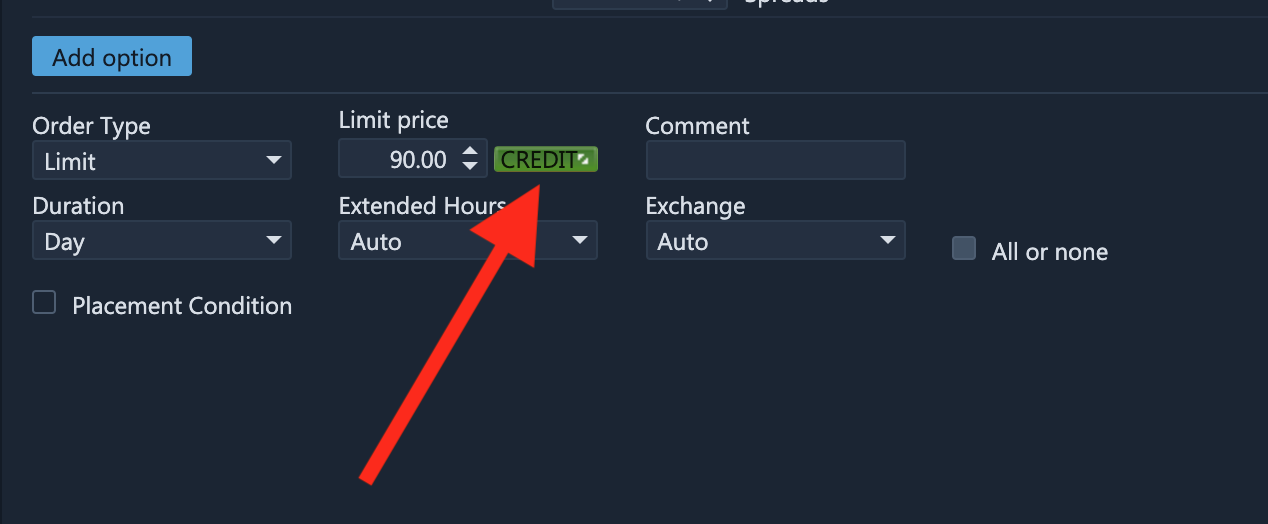 Spreads
Add option
Order Type
Limit price
Comment
Limit
90.00
CREDIT
Duration
Extended Hours
Exchange
Day
Auto
Auto
All or none
Placement Condition